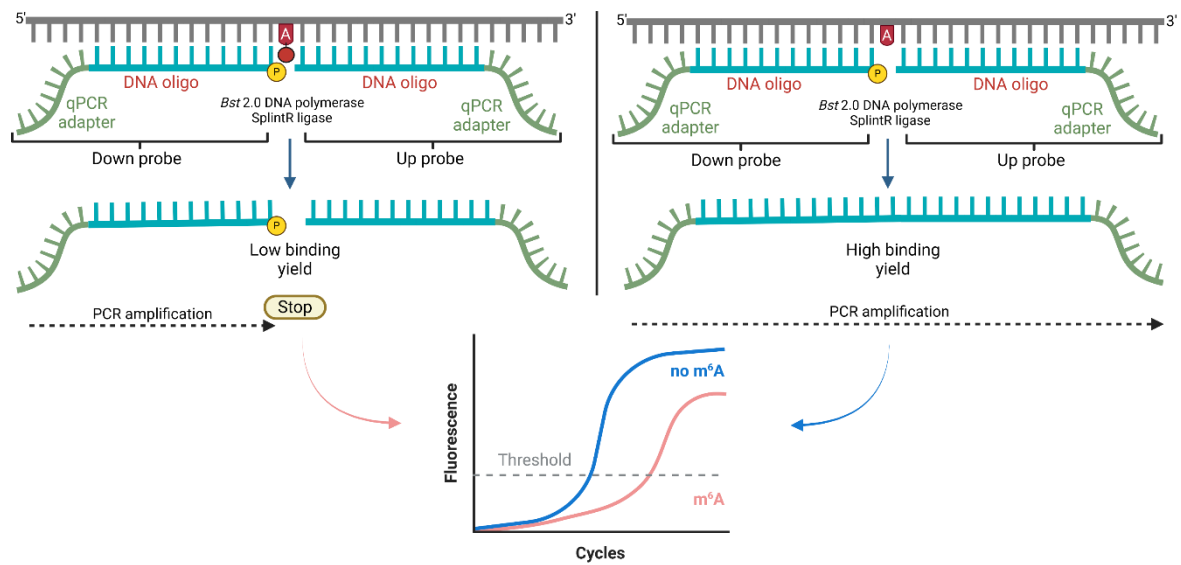 5'
3'
A
P
DNA oligo
DNA oligo
qPCR
adapter
Bst 2.0 DNA polymerase
SplintR ligase
qPCR
adapter
Down probe
Up probe
P
Low binding
yield
PCR amplification
Stop
5'
3'
A
P
DNA oligo
DNA oligo
qPCR
adapter
Bst 2.0 DNA polymerase
SplintR ligase
qPCR
adapter
Down probe
Up probe
High binding
yield
PCR amplification
Fluorescence
no m⁶A
Threshold
m⁶A
Cycles